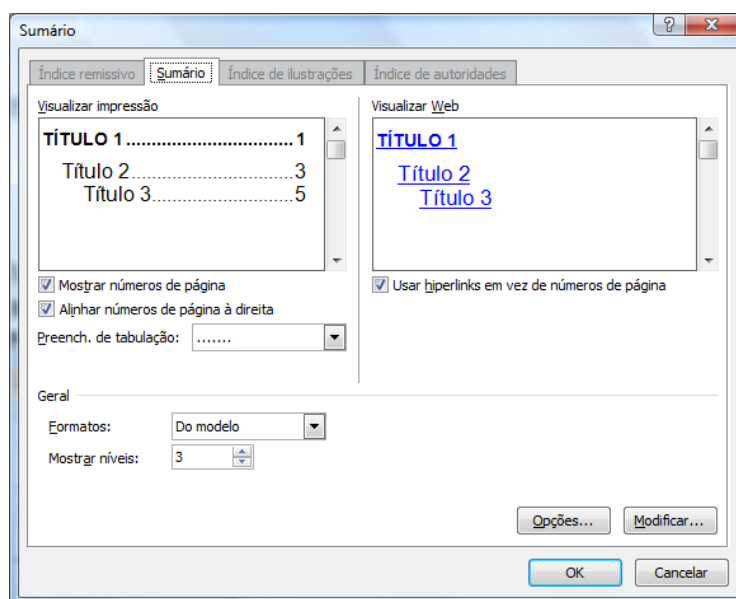 Sumário
Índice remissivo Sumário Índice de ilustrações Índice de autoridades
Visualizar impressão
TÍTULO 1.................................1
Título 2..........................3
Título 3.......................5
Mostrar números de página
Alinhar números de página à direita
Preench. de tabulação: .......
Visualizar Web
TÍTULO 1
Título 2
Título 3
Usar hiperlinks em vez de números de página
Geral
Formatos: Do modelo
Mostrar níveis: 3
Opções... Modificar...
OK Cancelar